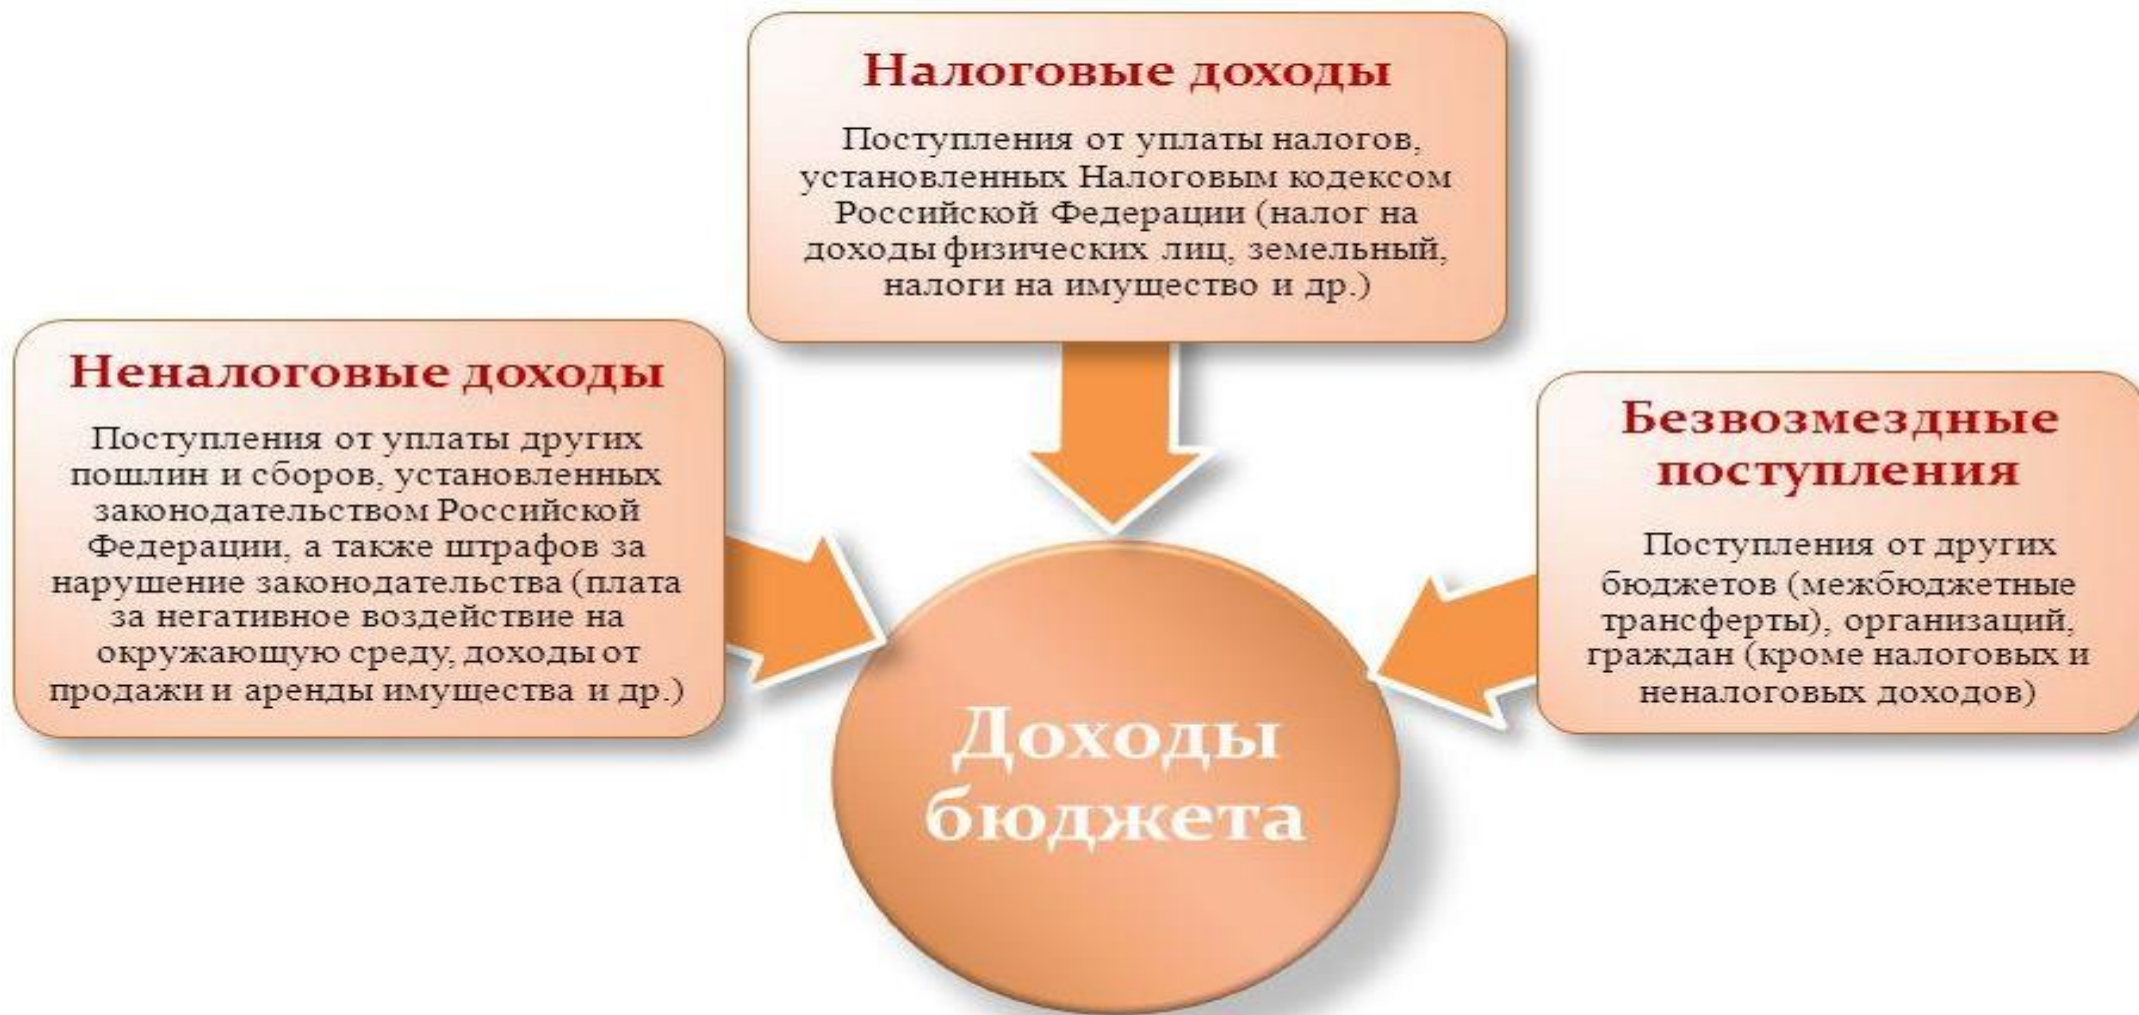 Налоговые доходы
Поступления от уплаты налогов,
установленных Налоговым кодексом
Российской Федерации (налог на
доходы физических лиц, земельный,
налоги на имущество и др.)
Неналоговые доходы
Поступления от уплаты других
пошлин и сборов, установленных
законодательством Российской
Федерации, а также штрафов за
нарушение законодательства (плата
за негативное воздействие на
окружающую среду, доходы от
продажи и аренды имущества и др.)
Безвозмездные
поступления
Поступления от других
бюджетов (межбюджетные
трансферты), организаций,
граждан (кроме налоговых и
неналоговых доходов)
Доходы
бюджета